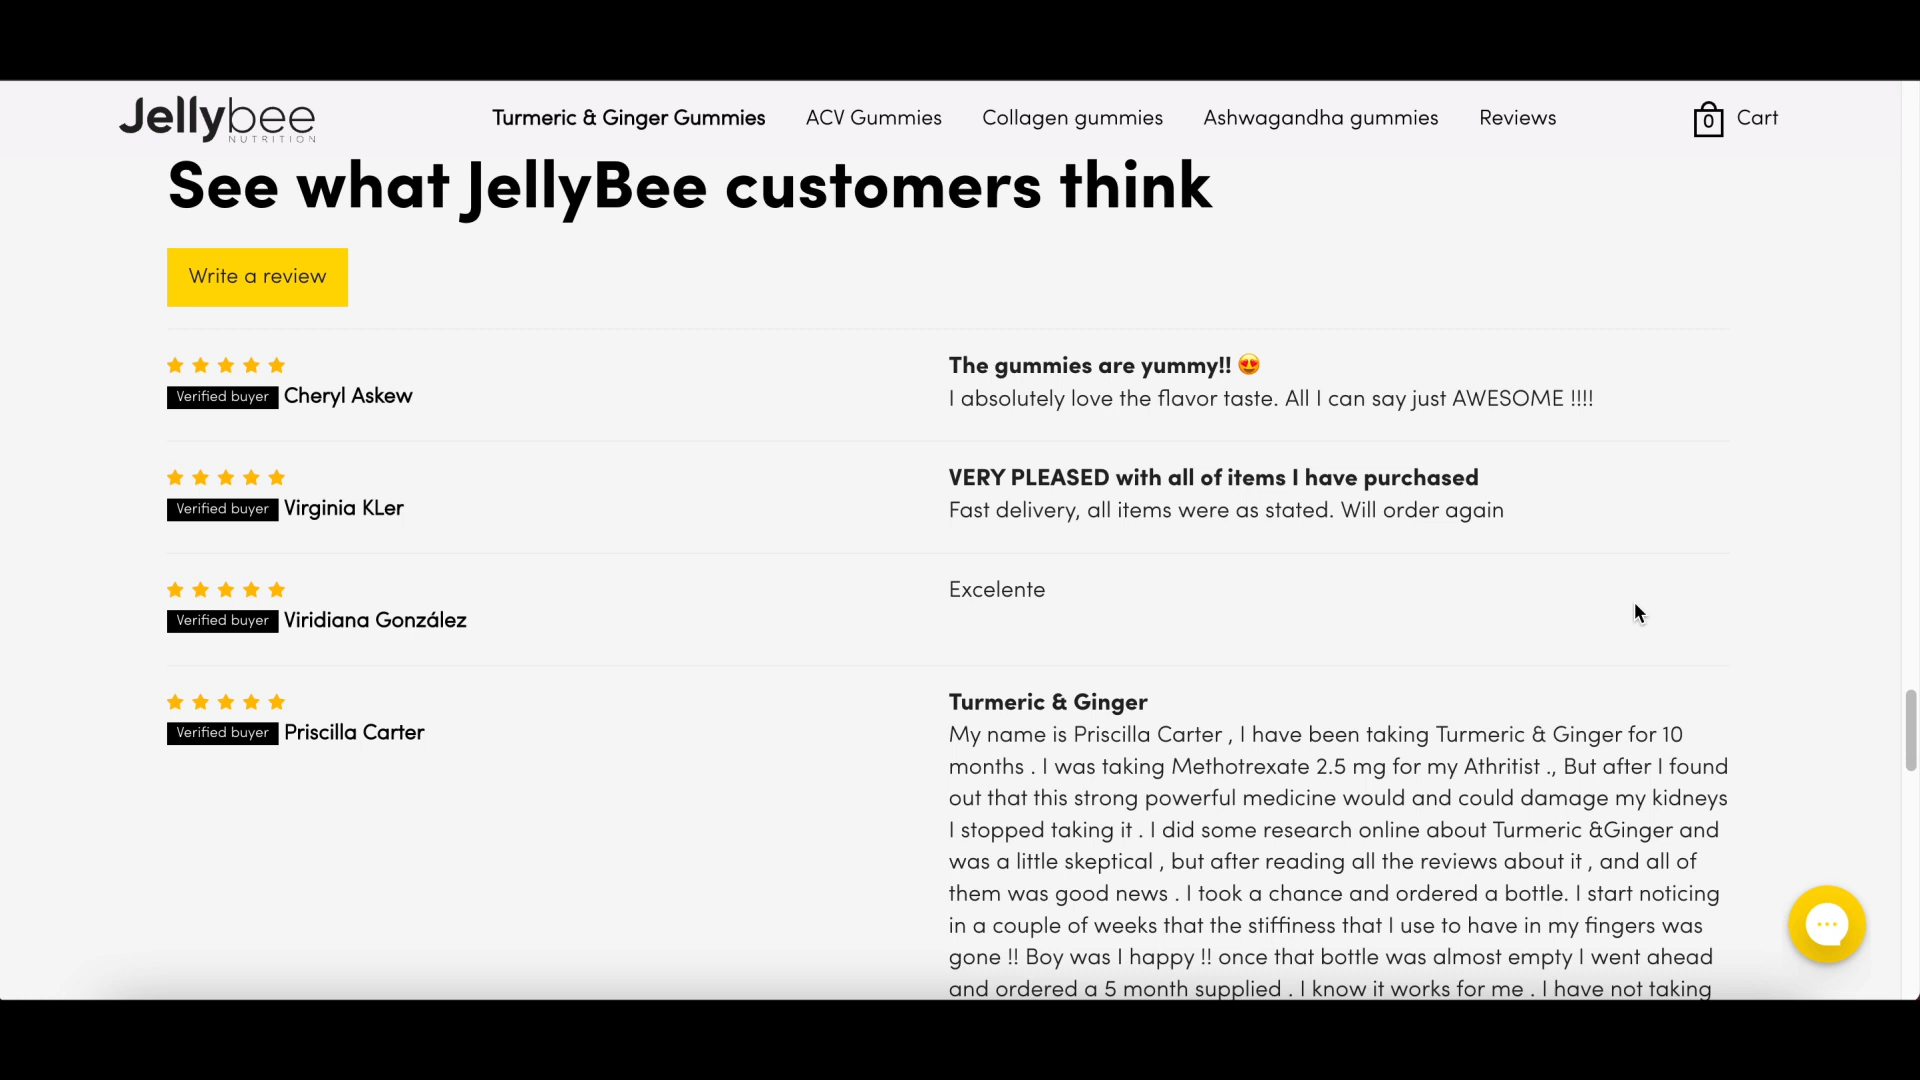 Jellybee
NUTRITION
Turmeric & Ginger Gummies
ACV Gummies
Collagen gummies
Ashwagandha gummies
Reviews
0
Cart
See what JellyBee customers think
Write a review
Verified buyer Cheryl Askew
The gummies are yummy!! 😍
I absolutely love the flavor taste. All I can say just AWESOME !!!!
Verified buyer Virginia KLer
VERY PLEASED with all of items I have purchased
Fast delivery, all items were as stated. Will order again
Verified buyer Viridiana González
Excelente
Verified buyer Priscilla Carter
Turmeric & Ginger
My name is Priscilla Carter , I have been taking Turmeric & Ginger for 10
months . I was taking Methotrexate 2.5 mg for my Athritist ., But after I found
out that this strong powerful medicine would and could damage my kidneys
I stopped taking it . I did some research online about Turmeric &Ginger and
was a little skeptical , but after reading all the reviews about it , and all of
them was good news . I took a chance and ordered a bottle. I start noticing
in a couple of weeks that the stiffiness that I use to have in my fingers was
gone !! Boy was I happy !! once that bottle was almost empty I went ahead
and ordered a 5 month supplied . I know it works for me . I have not taking